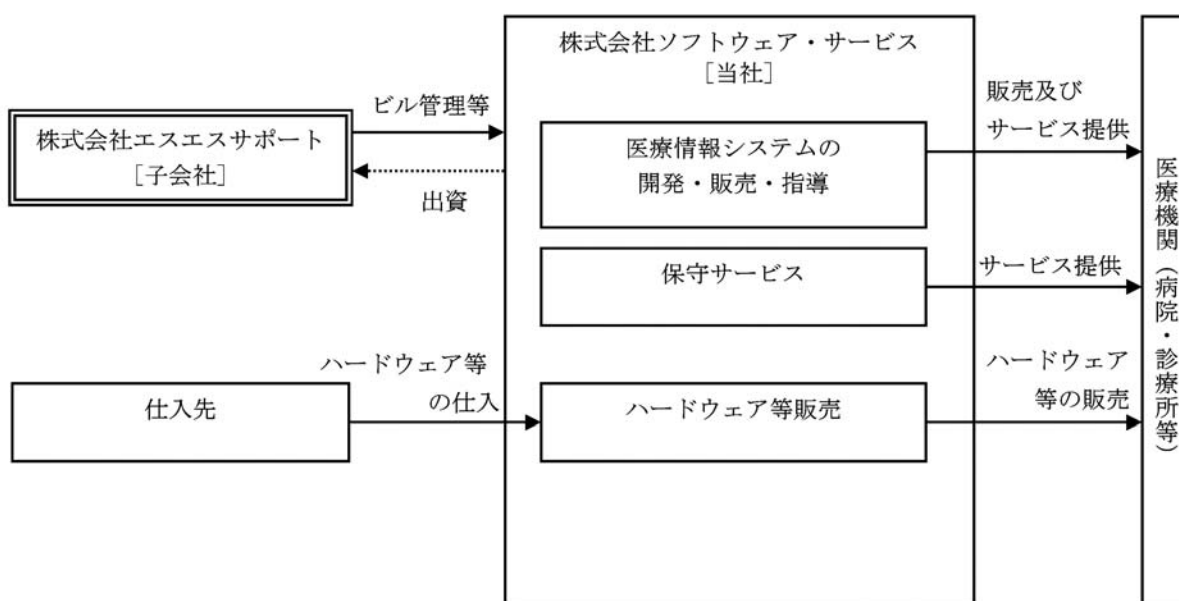 株式会社ソフトウェア・サービス
［当社］
ビル管理等
株式会社エスエスサポート
［子会社］
出資
医療情報システムの
開発・販売・指導
販売及び
サービス提供
保守サービス
サービス提供
ハードウェア等
の仕入
仕入先
ハードウェア等販売
ハードウェア
等の販売
医療機関（病院・診療所等）